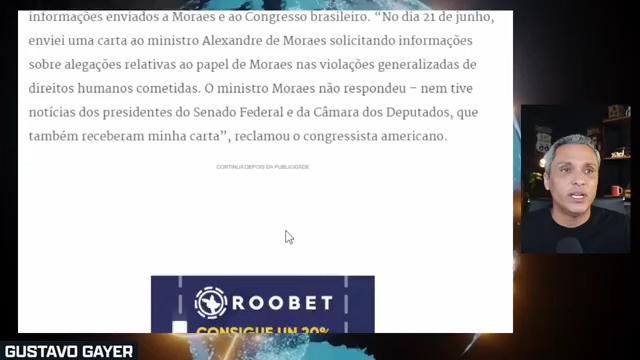 informações enviados a Moraes e ao Congresso brasileiro. “No dia 21 de junho,
enviei uma carta ao ministro Alexandre de Moraes solicitando informações
sobre alegações relativas ao papel de Moraes nas violações generalizadas de
direitos humanos cometidas. O ministro Moraes não respondeu – nem tive
notícias dos presidentes do Senado Federal e da Câmara dos Deputados, que
também receberam minha carta”, reclamou o congressista americano.
CONTINUA DEPOIS DA PUBLICIDADE
ROOBET
CONSIGUE UN 20%
GUSTAVO GAYER